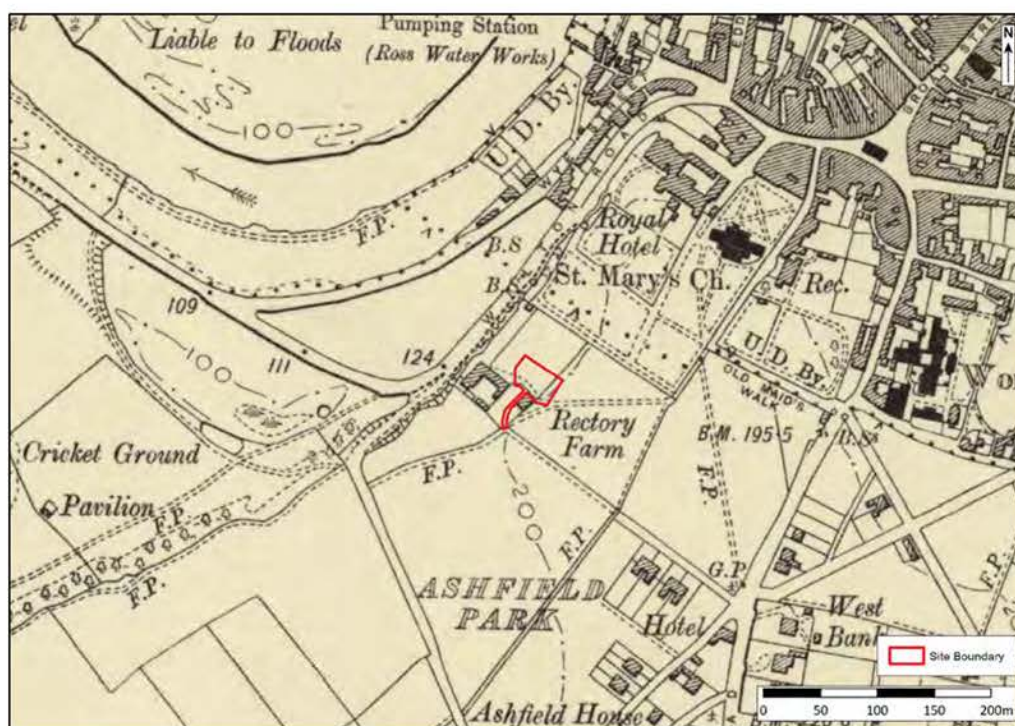 Pumping Station
Liable to Floods
(Ross Water Works)
N
U. D. By.
WYE
ROAD
F.P.
Royal
Hotel
B.S
St. Mary's Ch.
B.S.
Rec.
109
U. D.
By.
100
111
124
OLD MAID'S
WALK
Rectory
Farm
B.M. 195·5
B.S.
Cricket Ground
F.P.
F.P.
Pavilion
200
F.P.
F.P.
F.P.
F.P.
G.P.
ASHFIELD
PARK
Hotel
West
Bank
Site Boundary
Ashfield House
0 50 100 150 200m